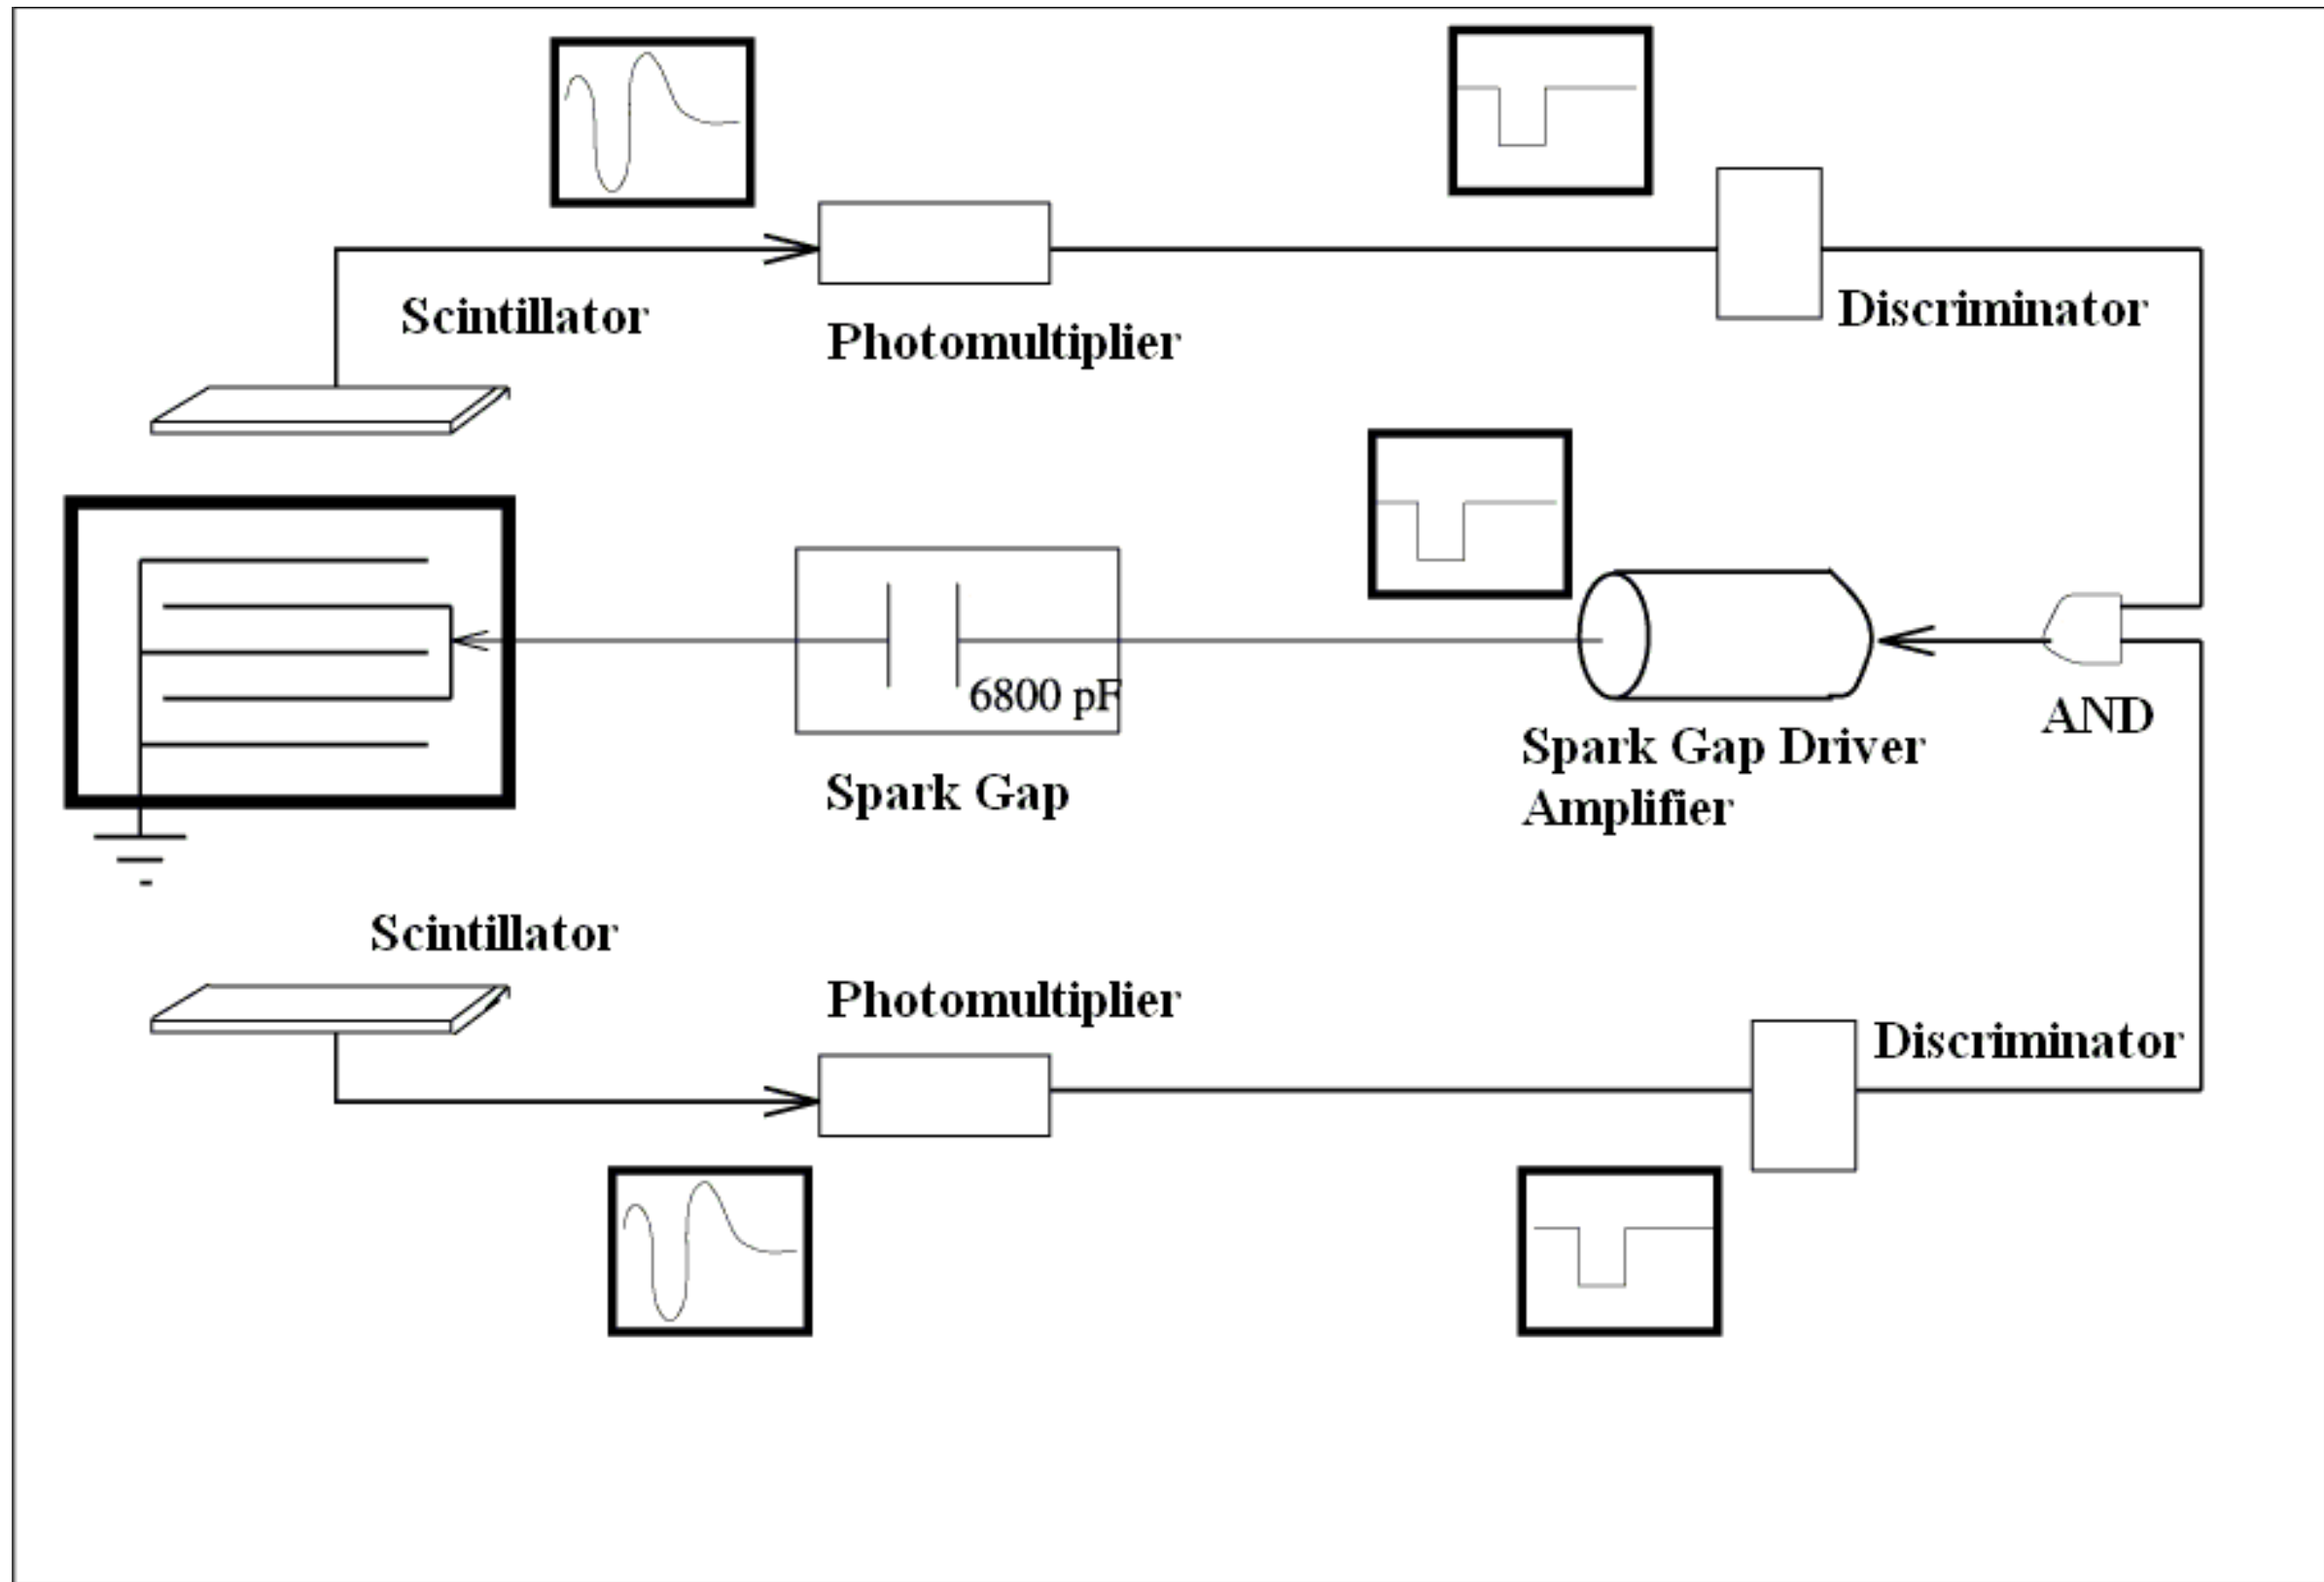 Scintillator
Photomultiplier
Discriminator
6800 pF
Spark Gap
Spark Gap Driver
Amplifier
AND
Scintillator
Photomultiplier
Discriminator